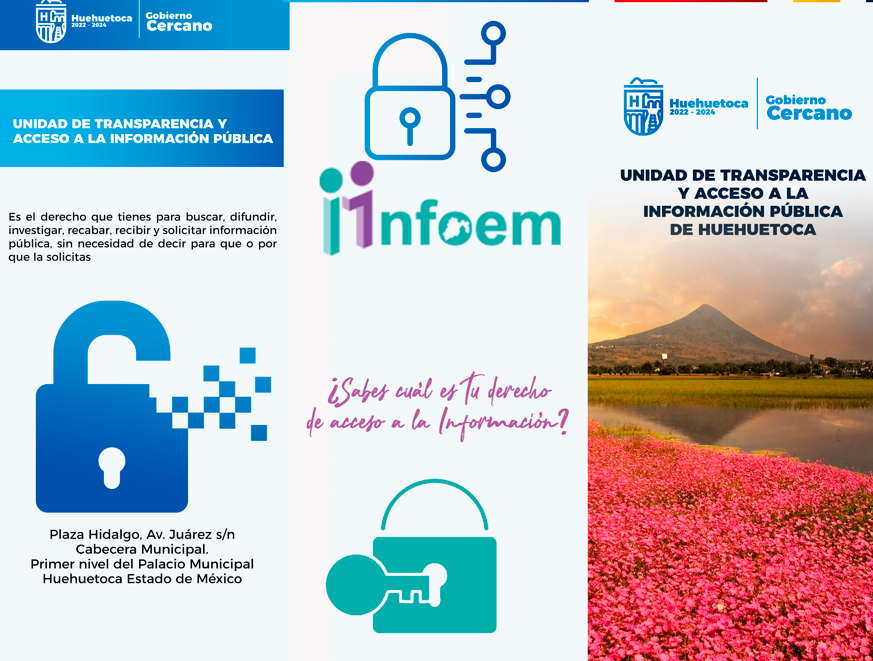 Huehuetoca
2022 - 2024
Gobierno
Cercano
UNIDAD DE TRANSPARENCIA Y
ACCESO A LA INFORMACIÓN PÚBLICA
Es el derecho que tienes para buscar, difundir,
investigar, recabar, recibir y solicitar información
pública, sin necesidad de decir para que o por
que la solicitas
Plaza Hidalgo, Av. Juárez s/n
Cabecera Municipal.
Primer nivel del Palacio Municipal
Huehuetoca Estado de México
infoem
¿Sabes cuál es tu derecho
de acceso a la Información?
Huehuetoca
2022 - 2024
Gobierno
Cercano
UNIDAD DE TRANSPARENCIA
Y ACCESO A LA
INFORMACIÓN PÚBLICA
DE HUEHUETOCA